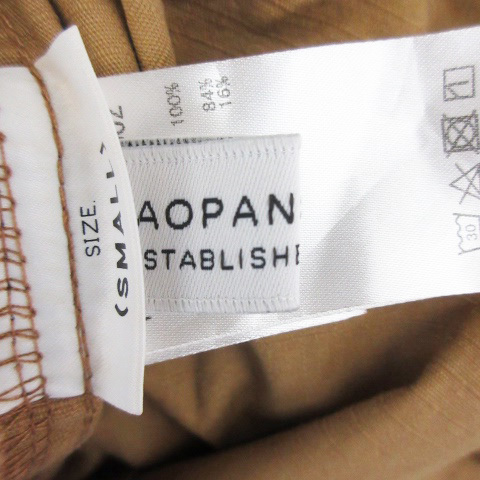 SIZE.
(SMALL)
100%
84%
16%
AOPAN
STABLISHE
30